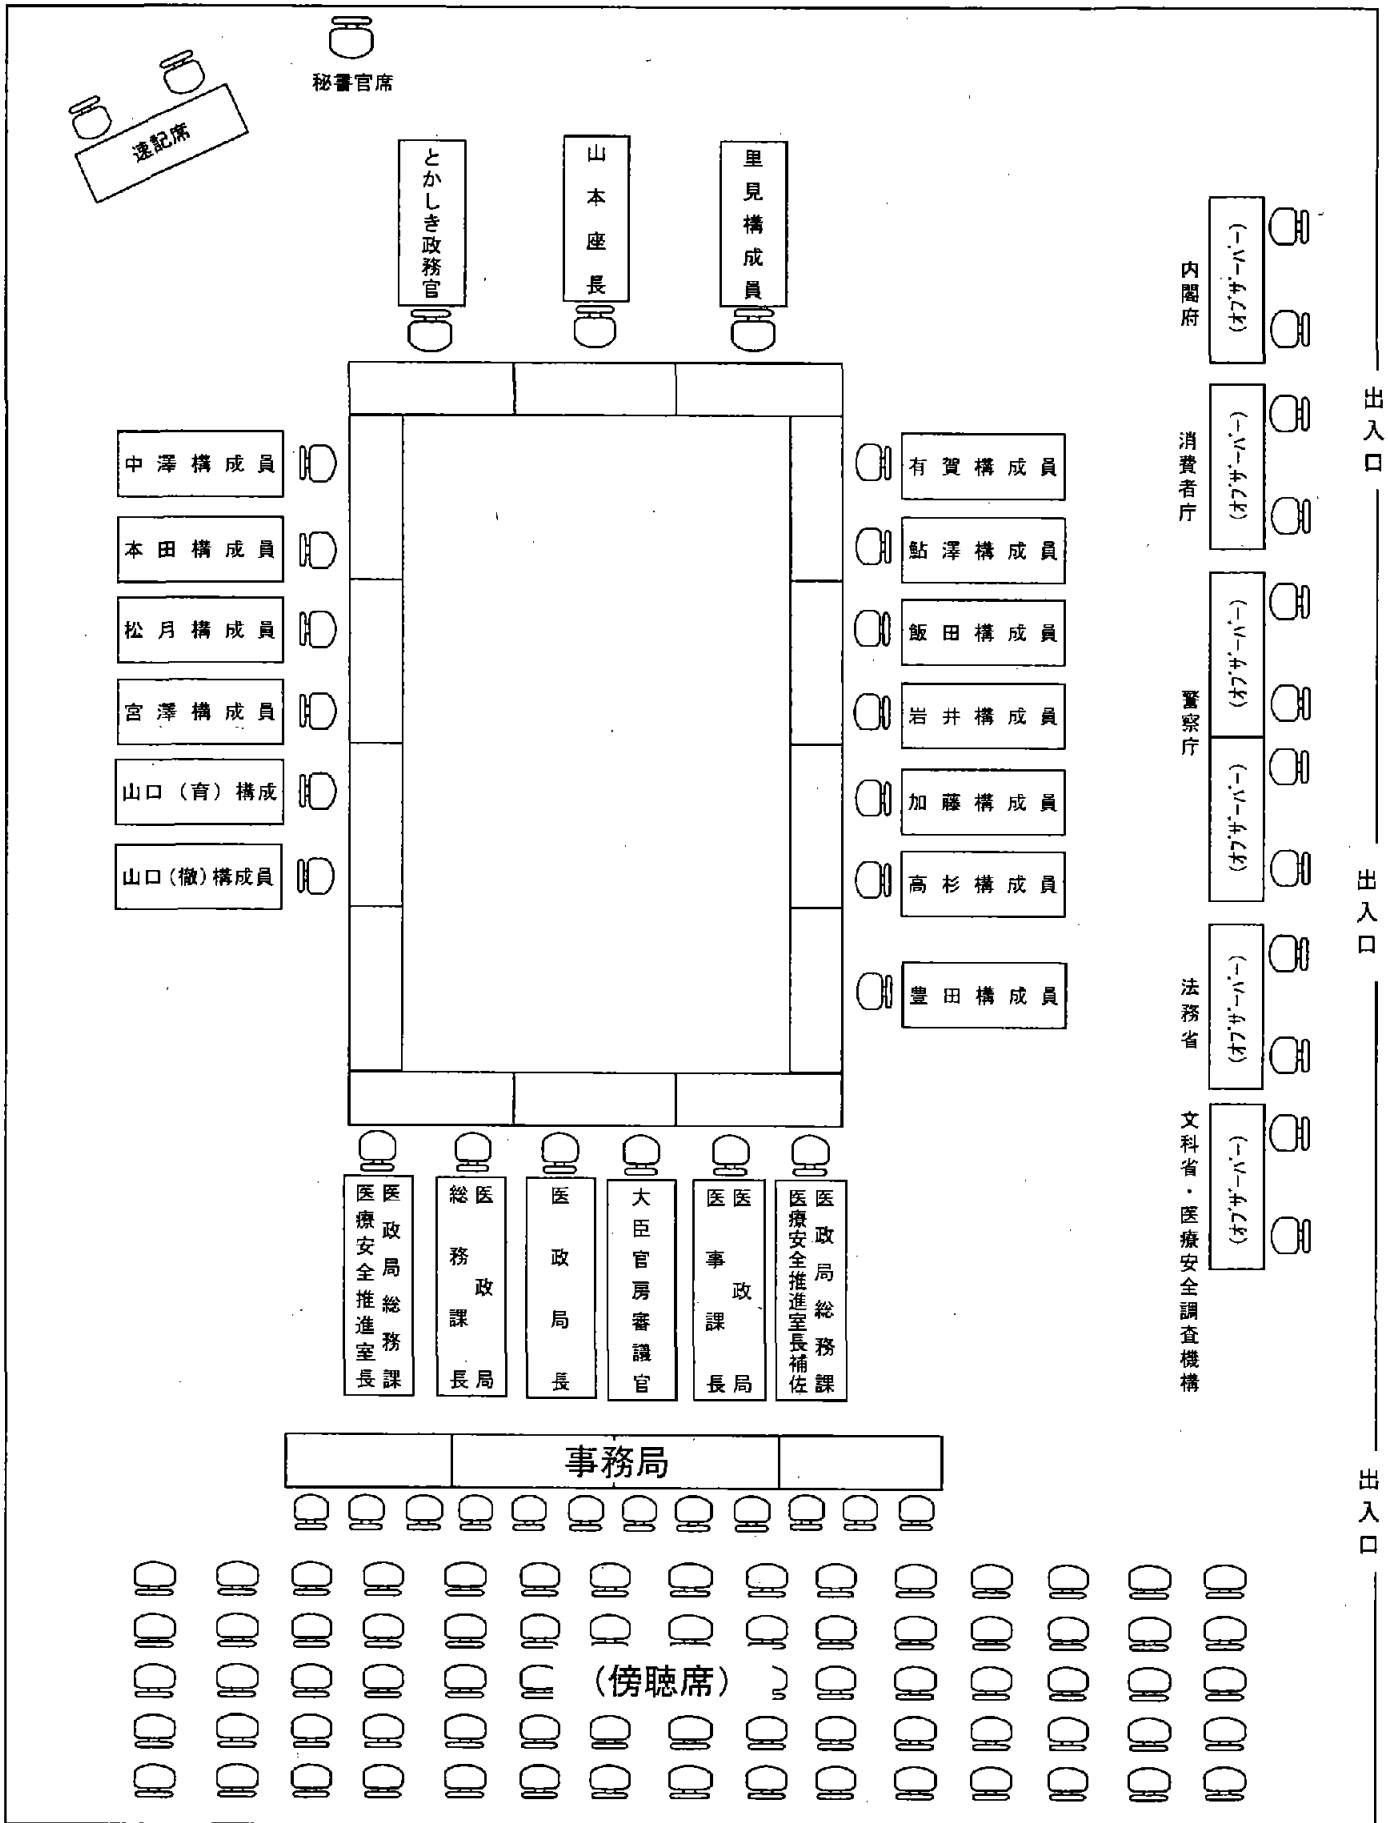 秘書官席
速記席
とかしき政務官
山本座長
里見構成員
中澤構成員
本田構成員
松月構成員
宮澤構成員
山口（育）構成
山口(徹)構成員
有賀構成員
鮎澤構成員
飯田構成員
岩井構成員
加藤構成員
高杉構成員
豊田構成員
内閣府
(オブザーバー)
消費者庁
(オブザーバー)
警察庁
(オブザーバー)
(オブザーバー)
法務省
(オブザーバー)
文科省・医療安全調査機構
(オブザーバー)
出入口
出入口
出入口
医政局総務課
医療安全推進室長
医政局
総務課長
医政局長
大臣官房審議官
医政局
医事課長
医政局総務課
医療安全推進室長補佐
事務局
(傍聴席)